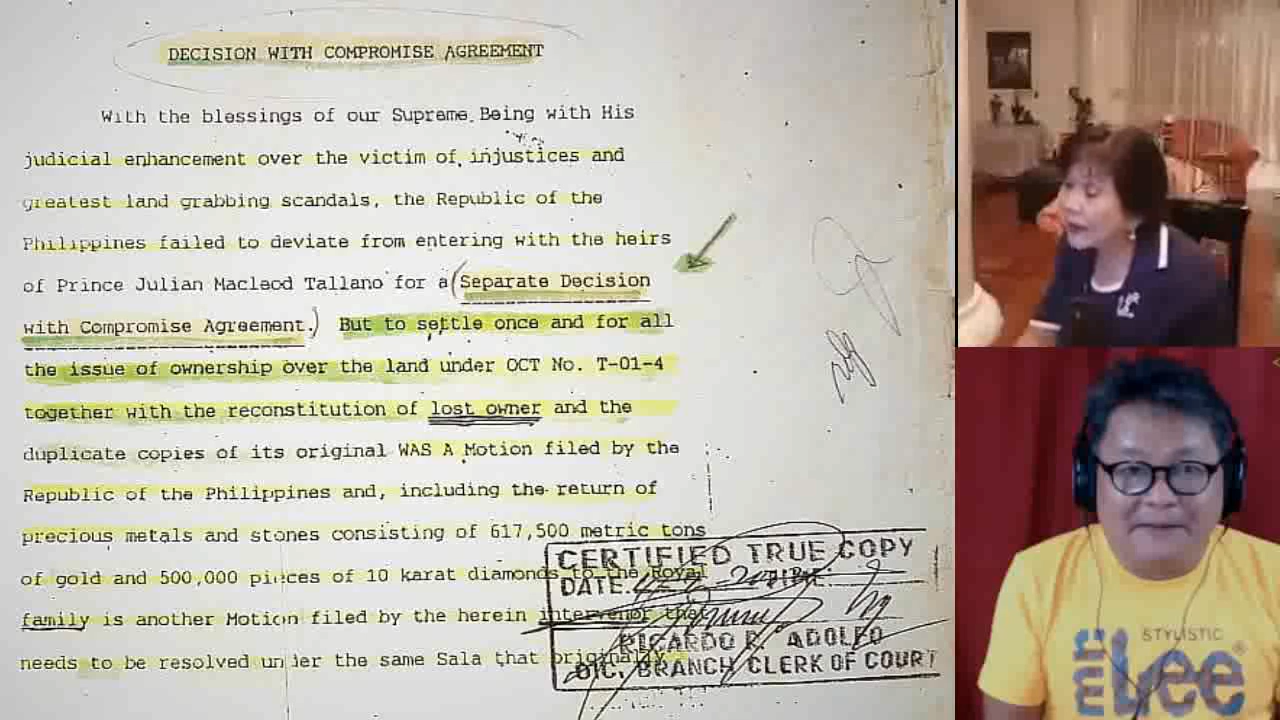 DECISION WITH COMPROMISE AGREEMENT
With the blessings of our Supreme Being with His
judicial enhancement over the victim of injustices and
greatest land grabbing scandals, the Republic of the
Philippines failed to deviate from entering with the heirs
of Prince Julian Macleod Tallano for a (Separate Decision
with Compromise Agreement.) But to settle once and for all
the issue of ownership over the land under OCT No. T-01-4
together with the reconstitution of lost owner and the
duplicate copies of its original WAS A Motion filed by the
Republic of the Philippines and, including the return of
precious metals and stones consisting of 617,500 metric tons
of gold and 500,000 pieces of 10 karat diamonds to the Royal
family is another Motion filed by the herein intervenor that
needs to be resolved under the same Sala that originally
CERTIFIED TRUE COPY
DATE:
RICARDO R. ADOLFO
OIC, BRANCH CLERK OF COURT
STYLISTIC
Lee